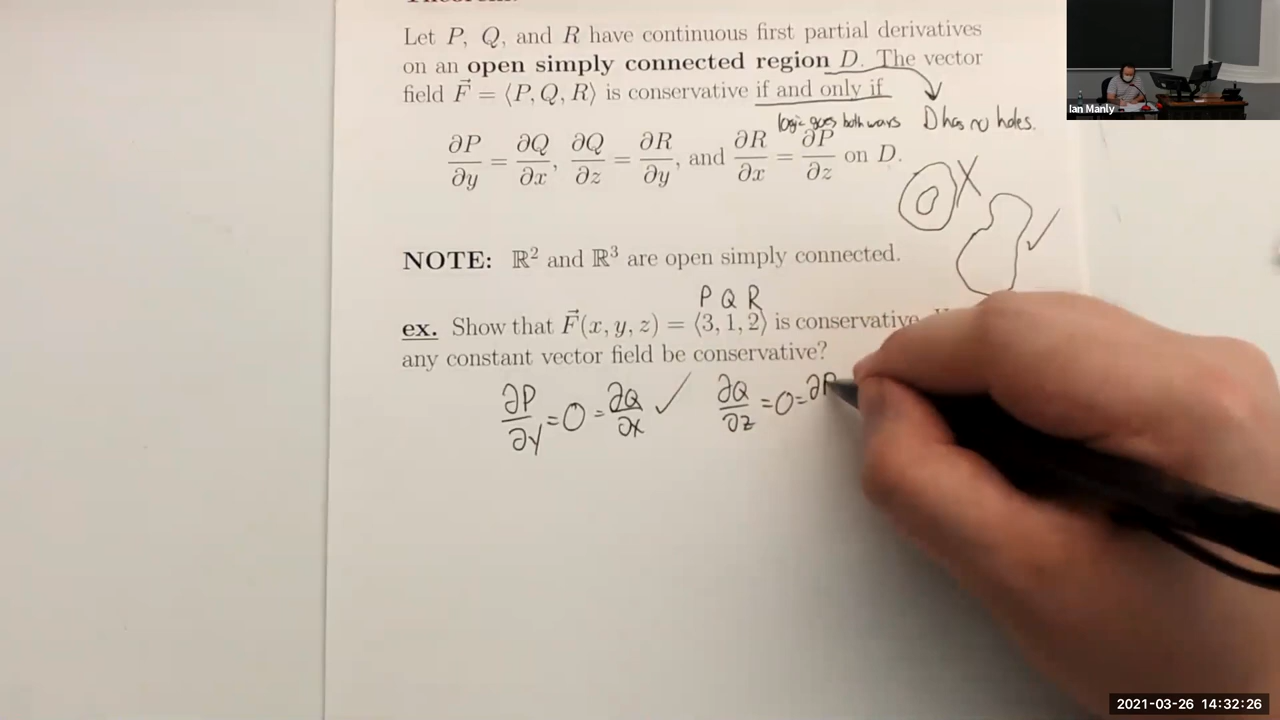 Let P, Q, and R have continuous first partial derivatives
on an open simply connected region D. The vector
field F⃗ = ⟨P, Q, R⟩ is conservative if and only if
logic goes both ways
D has no holes.
∂P/∂y = ∂Q/∂x, ∂Q/∂z = ∂R/∂y, and ∂R/∂x = ∂P/∂z on D.
NOTE: ℝ² and ℝ³ are open simply connected.
P Q R
ex. Show that F⃗(x, y, z) = ⟨3, 1, 2⟩ is conservative.
any constant vector field be conservative?
∂P/∂y = 0 = ∂Q/∂x ✓ ∂Q/∂z = 0 = ∂R
Ian Manly
2021-03-26 14:32:26